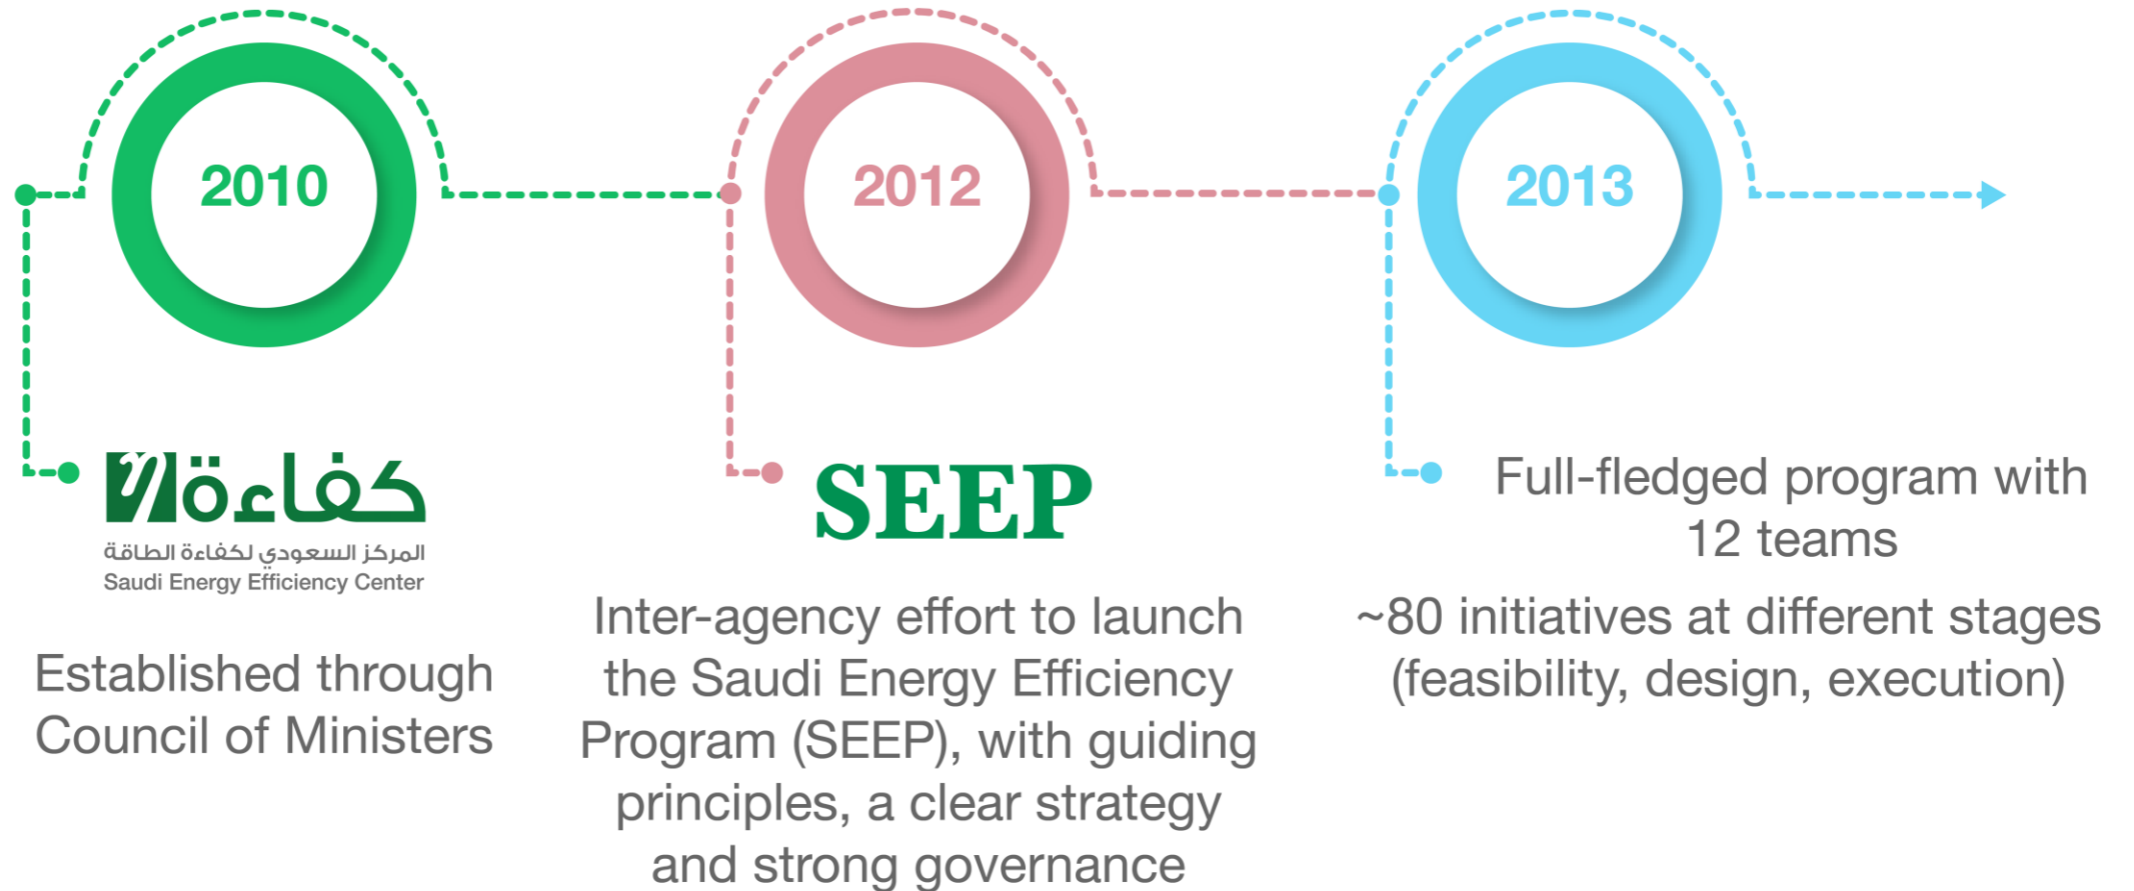 2010
كفاءة
المركز السعودي لكفاءة الطاقة
Saudi Energy Efficiency Center
Established through
Council of Ministers
2012
SEEP
Inter-agency effort to launch
the Saudi Energy Efficiency
Program (SEEP), with guiding
principles, a clear strategy
and strong governance
2013
Full-fledged program with
12 teams
~80 initiatives at different stages
(feasibility, design, execution)